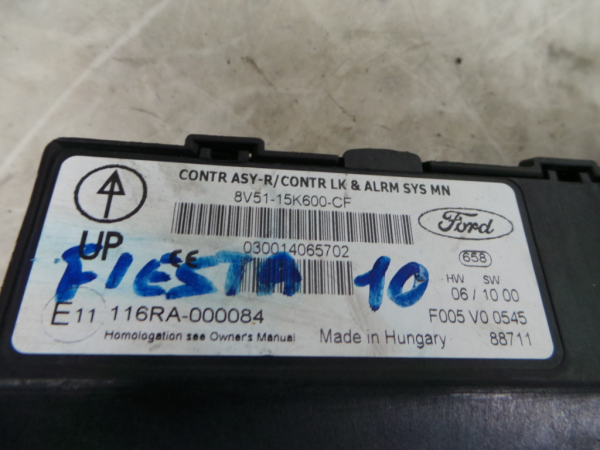 CONTR ASY-R/CONTR LK & ALRM SYS MN
8V51-15K600-CF
Ford
UP
030014065702
658
CE
FIESTA 10
HW SW
06 / 10 00
E11 116RA-000084
F005 V0 0545
Homologation see Owner's Manual
Made in Hungary
88711